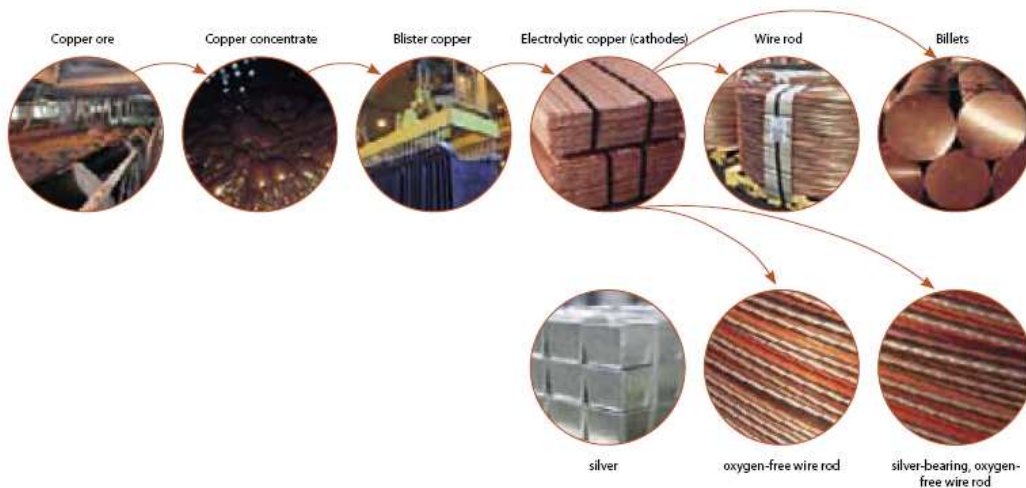 Copper ore
Copper concentrate
Blister copper
Electrolytic copper (cathodes)
Wire rod
Billets
silver
oxygen-free wire rod
silver-bearing, oxygen-
free wire rod